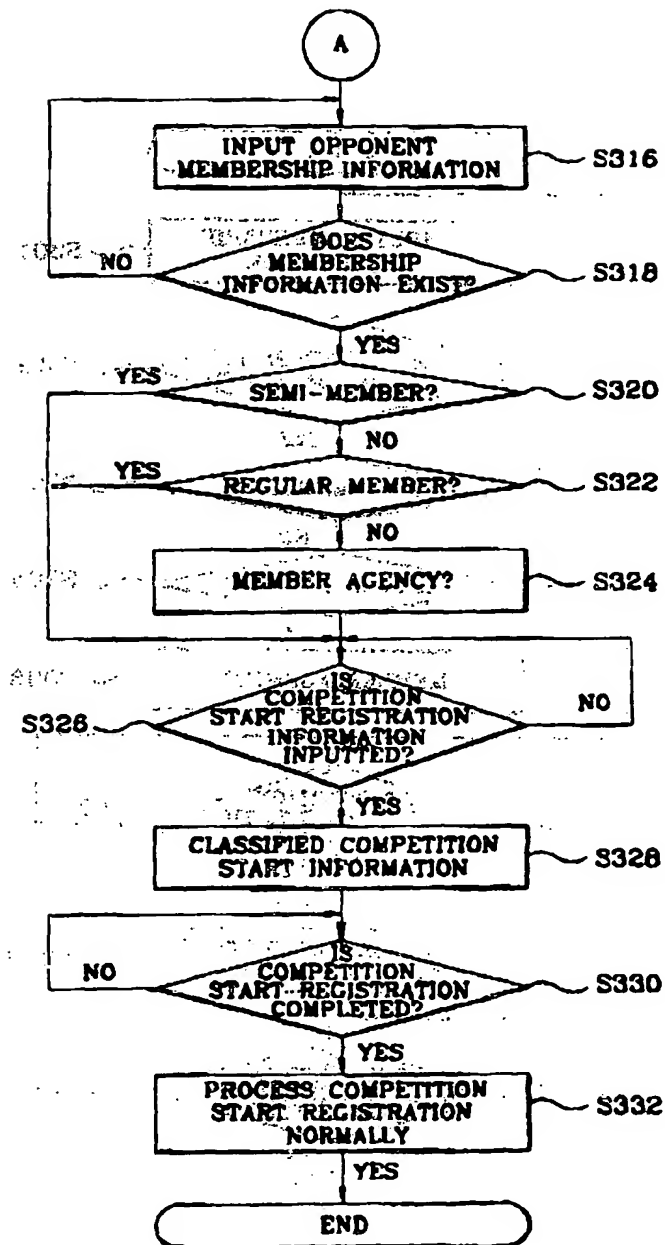 A
INPUT OPPONENT
MEMBERSHIP INFORMATION
S316
DOES
MEMBERSHIP
INFORMATION EXIST?
NO
S318
YES
YES
SEMI-MEMBER?
S320
NO
YES
REGULAR MEMBER?
S322
NO
MEMBER AGENCY?
S324
IS
COMPETITION
START REGISTRATION
INFORMATION
INPUTTED?
NO
S326
YES
CLASSIFIED COMPETITION
START INFORMATION
S328
IS
COMPETITION
START REGISTRATION
COMPLETED?
NO
S330
YES
PROCESS COMPETITION
START REGISTRATION
NORMALLY
S332
YES
END